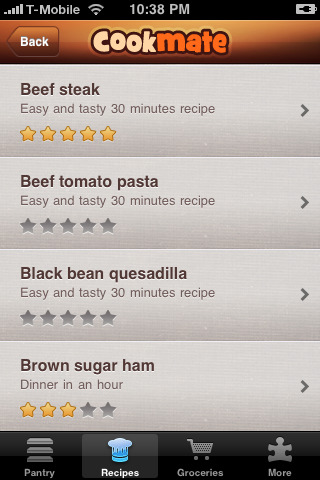 T-Mobile 10:38 PM
Back cookmate
Beef steak
Easy and tasty 30 minutes recipe
Beef tomato pasta
Easy and tasty 30 minutes recipe
Black bean quesadilla
Easy and tasty 30 minutes recipe
Brown sugar ham
Dinner in an hour
Pantry Recipes Groceries More